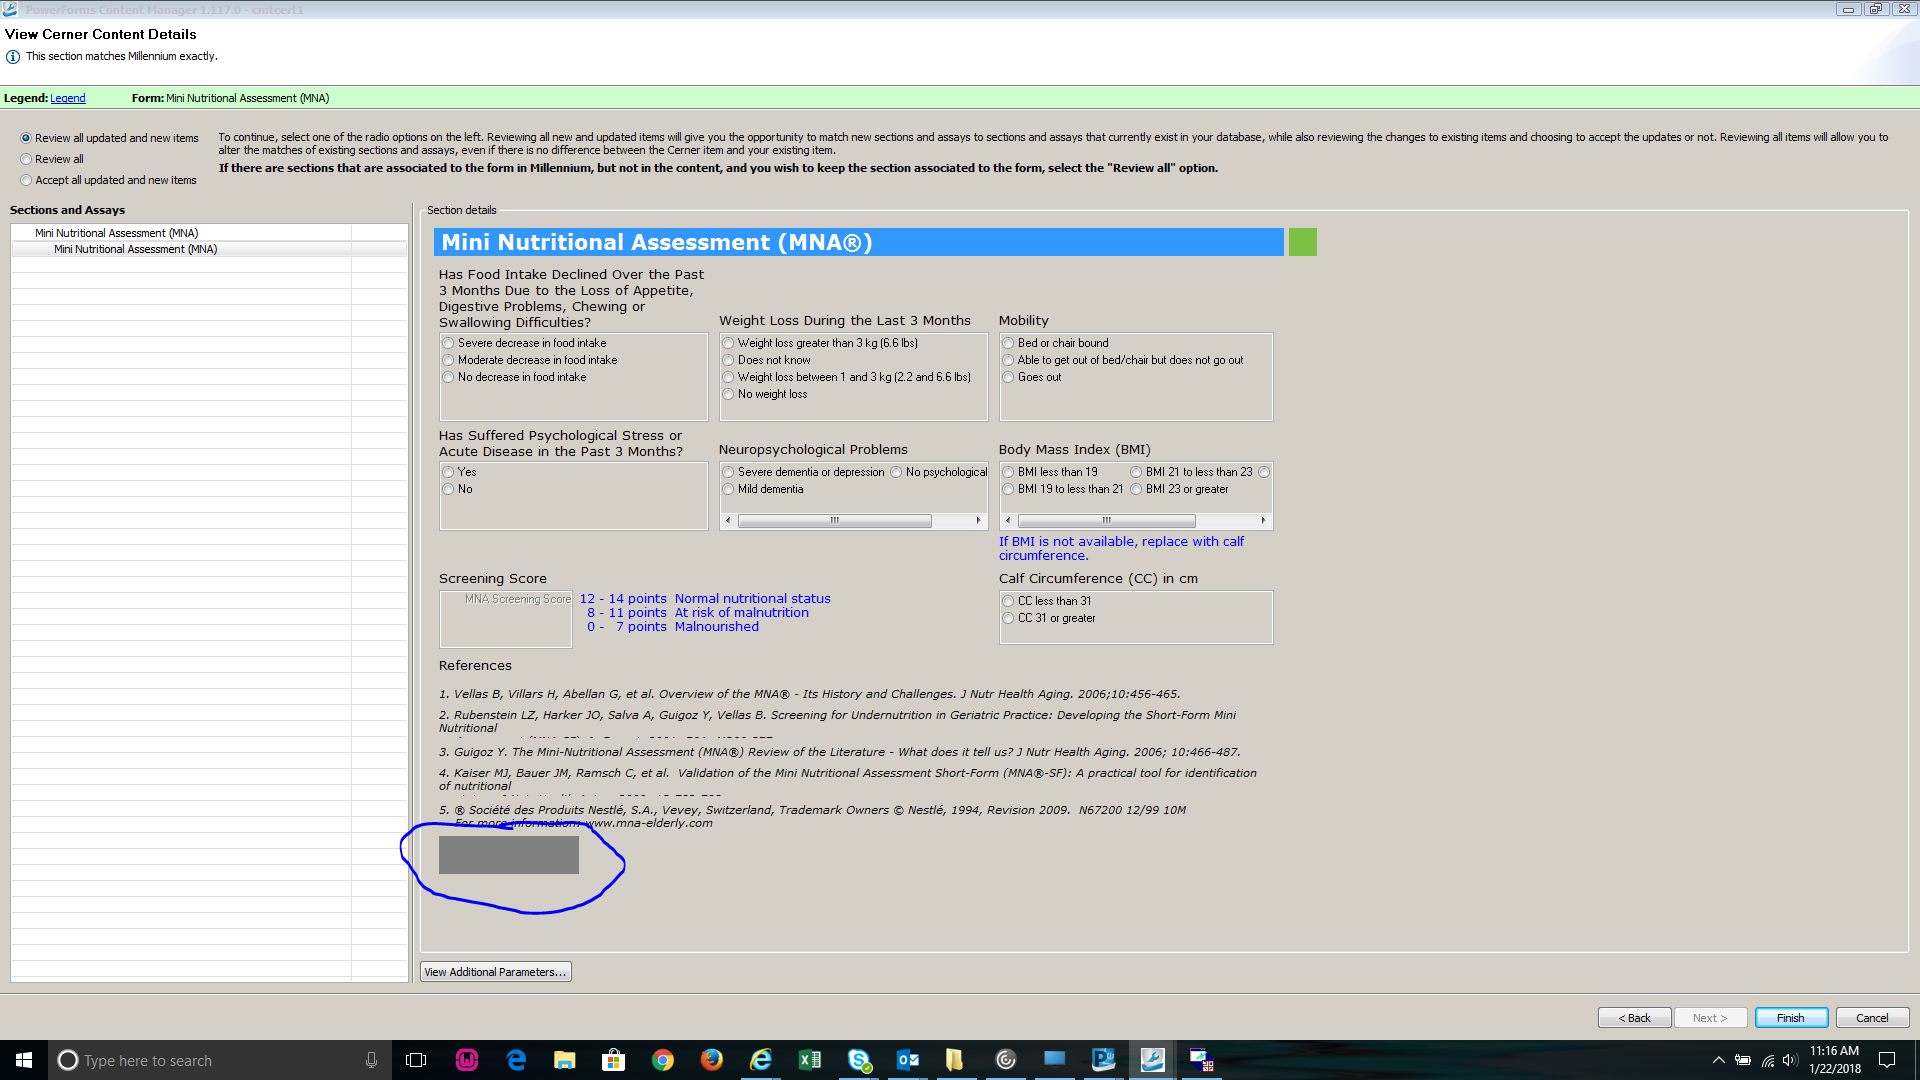 PowerForms Content Manager 1.117.0 - cmtcert1
View Cerner Content Details
This section matches Millennium exactly.
Legend: Legend Form: Mini Nutritional Assessment (MNA)
Review all updated and new items
Review all
Accept all updated and new items
To continue, select one of the radio options on the left. Reviewing all new and updated items will give you the opportunity to match new sections and assays to sections and assays that currently exist in your database, while also reviewing the changes to existing items and choosing to accept the updates or not. Reviewing all items will allow you to
alter the matches of existing sections and assays, even if there is no difference between the Cerner item and your existing item.
If there are sections that are associated to the form in Millennium, but not in the content, and you wish to keep the section associated to the form, select the "Review all" option.
Sections and Assays
Mini Nutritional Assessment (MNA)
Mini Nutritional Assessment (MNA)
Section details
Mini Nutritional Assessment (MNA®)
Has Food Intake Declined Over the Past
3 Months Due to the Loss of Appetite,
Digestive Problems, Chewing or
Swallowing Difficulties?
Severe decrease in food intake
Moderate decrease in food intake
No decrease in food intake
Weight Loss During the Last 3 Months
Weight loss greater than 3 kg (6.6 lbs)
Does not know
Weight loss between 1 and 3 kg (2.2 and 6.6 lbs)
No weight loss
Mobility
Bed or chair bound
Able to get out of bed/chair but does not go out
Goes out
Has Suffered Psychological Stress or
Acute Disease in the Past 3 Months?
Yes
No
Neuropsychological Problems
Severe dementia or depression No psychological
Mild dementia
Body Mass Index (BMI)
BMI less than 19 BMI 21 to less than 23
BMI 19 to less than 21 BMI 23 or greater
If BMI is not available, replace with calf
circumference.
Screening Score
MNA Screening Score
12 - 14 points Normal nutritional status
8 - 11 points At risk of malnutrition
0 - 7 points Malnourished
Calf Circumference (CC) in cm
CC less than 31
CC 31 or greater
References
1. Vellas B, Villars H, Abellan G, et al. Overview of the MNA® - Its History and Challenges. J Nutr Health Aging. 2006;10:456-465.
2. Rubenstein LZ, Harker JO, Salva A, Guigoz Y, Vellas B. Screening for Undernutrition in Geriatric Practice: Developing the Short-Form Mini
Nutritional
3. Guigoz Y. The Mini-Nutritional Assessment (MNA®) Review of the Literature - What does it tell us? J Nutr Health Aging. 2006; 10:466-487.
4. Kaiser MJ, Bauer JM, Ramsch C, et al. Validation of the Mini Nutritional Assessment Short-Form (MNA®-SF): A practical tool for identification
of nutritional
5. ® Société des Produits Nestlé, S.A., Vevey, Switzerland, Trademark Owners © Nestlé, 1994, Revision 2009. N67200 12/99 10M
For more information: www.mna-elderly.com
View Additional Parameters...
< Back Next > Finish Cancel
Type here to search
11:16 AM
1/22/2018